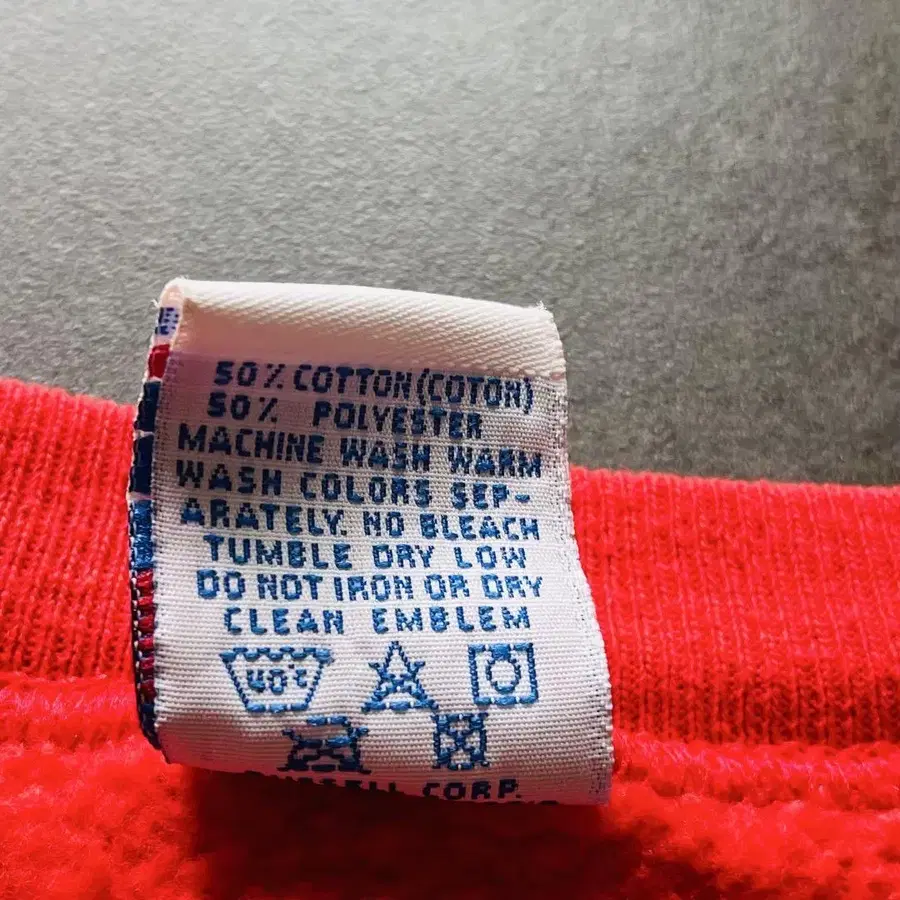 50% COTTON (COTON)
50% POLYESTER
MACHINE WASH WARM
WASH COLORS SEP-
ARATELY. NO BLEACH
TUMBLE DRY LOW
DO NOT IRON OR DRY
CLEAN EMBLEM
40°C
CORP.